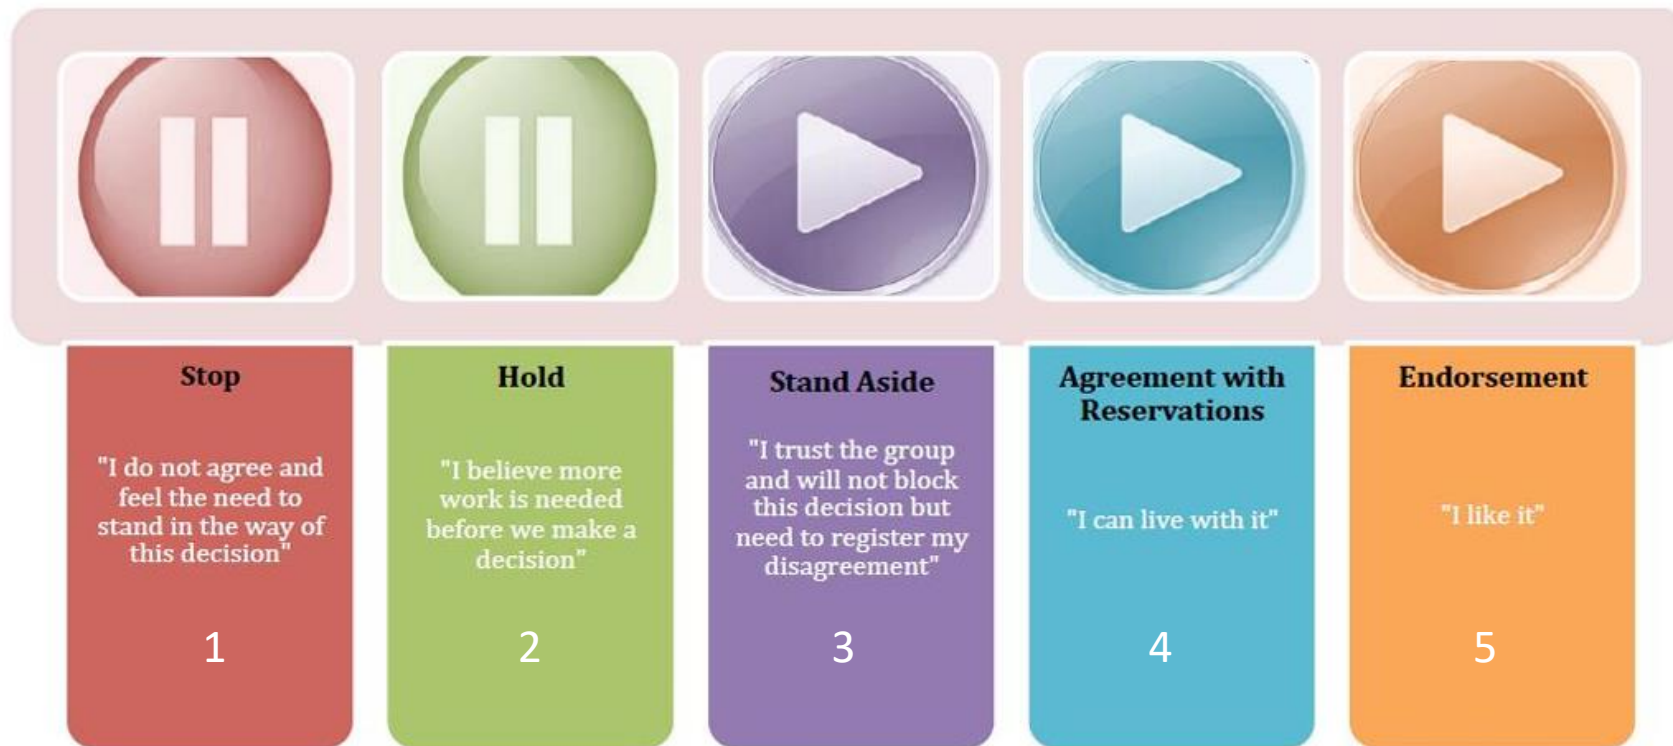 Stop
"I do not agree and
feel the need to
stand in the way of
this decision"
1
Hold
"I believe more
work is needed
before we make a
decision"
2
Stand Aside
"I trust the group
and will not block
this decision but
need to register my
disagreement"
3
Agreement with
Reservations
"I can live with it"
4
Endorsement
"I like it"
5